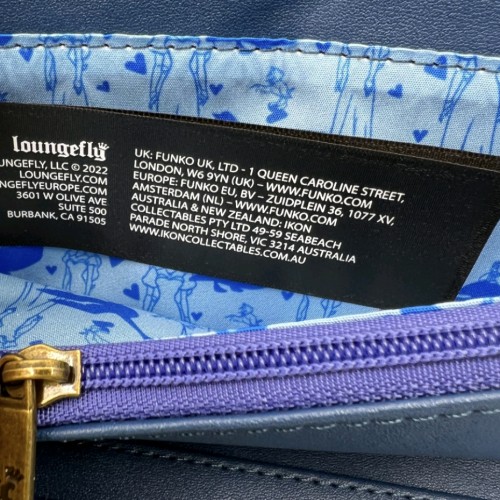 loungefly
UNGEFLY, LLC © 2022
LOUNGEFLY.COM
LOUNGEFLYEUROPE.COM
3601 W OLIVE AVE
SUITE 500
BURBANK, CA 91505
UK: FUNKO UK, LTD - 1 QUEEN CAROLINE STREET,
LONDON, W6 9YN (UK) – WWW.FUNKO.COM
EUROPE: FUNKO EU, BV – ZUIDPLEIN 36, 1077 XV,
AMSTERDAM (NL) – WWW.FUNKO.COM
AUSTRALIA & NEW ZEALAND: IKON
COLLECTABLES PTY LTD 49-59 SEABEACH
PARADE NORTH SHORE, VIC 3214 AUSTRALIA
WWW.IKONCOLLECTABLES.COM.AU